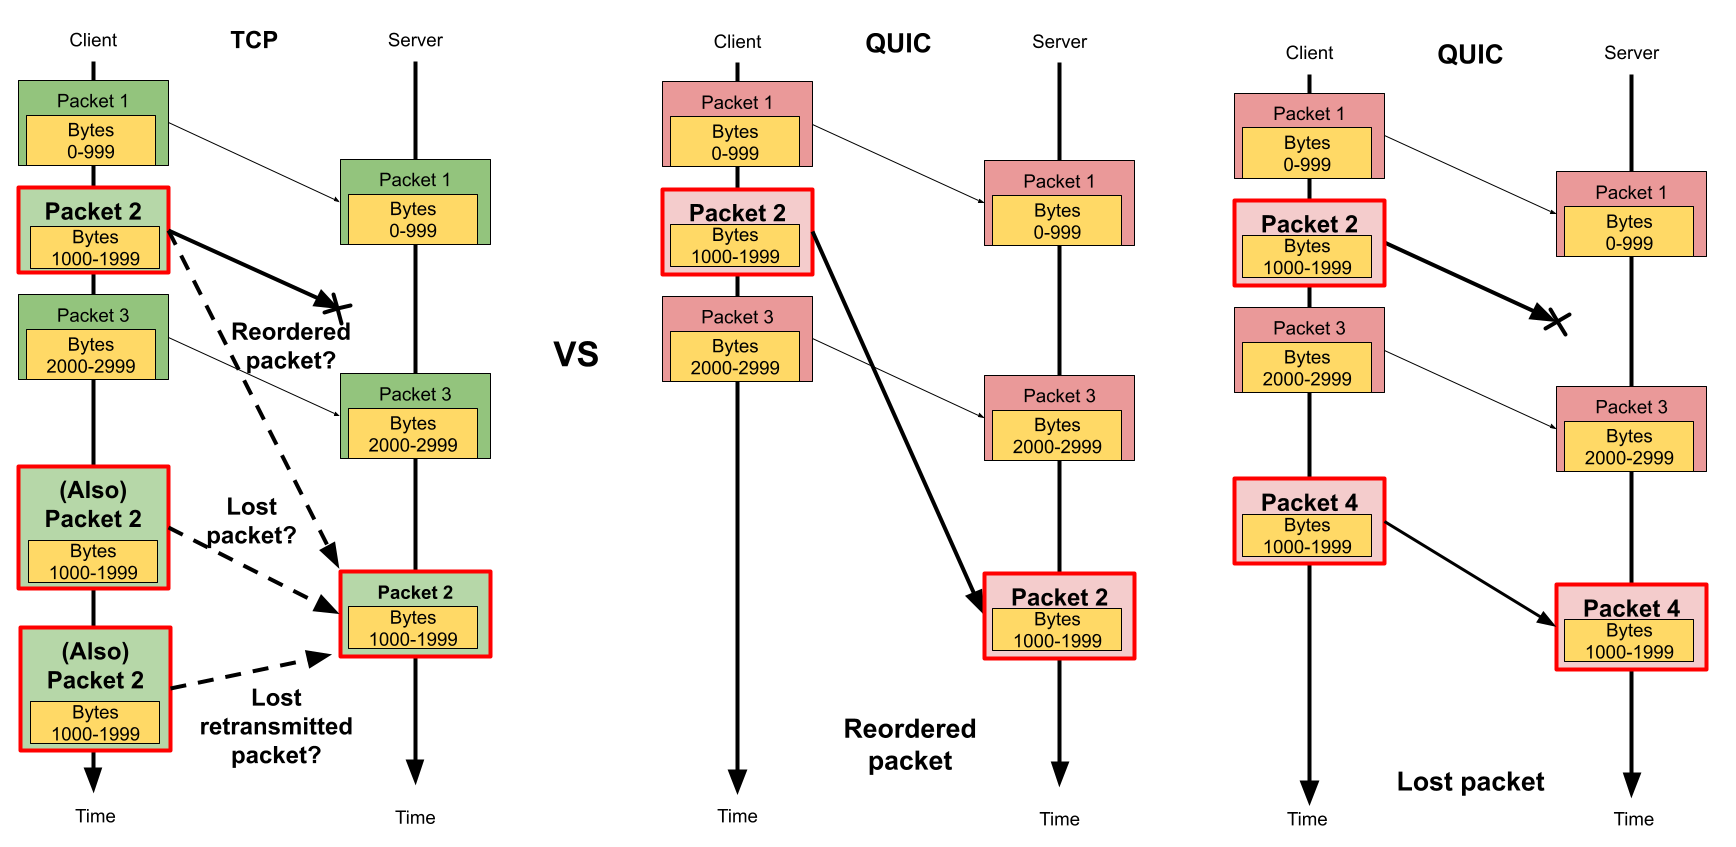 Client
TCP
Server
Packet 1
Bytes
0-999
Packet 1
Bytes
0-999
Packet 2
Bytes
1000-1999
Packet 3
Bytes
2000-2999
Reordered
packet?
Packet 3
Bytes
2000-2999
(Also)
Packet 2
Bytes
1000-1999
Lost
packet?
Packet 2
Bytes
1000-1999
(Also)
Packet 2
Bytes
1000-1999
Lost
retransmitted
packet?
Time
Time
VS
Client
QUIC
Server
Packet 1
Bytes
0-999
Packet 1
Bytes
0-999
Packet 2
Bytes
1000-1999
Packet 3
Bytes
2000-2999
Packet 3
Bytes
2000-2999
Packet 2
Bytes
1000-1999
Reordered
packet
Time
Time
Client
QUIC
Server
Packet 1
Bytes
0-999
Packet 1
Bytes
0-999
Packet 2
Bytes
1000-1999
Packet 3
Bytes
2000-2999
Packet 3
Bytes
2000-2999
Packet 4
Bytes
1000-1999
Packet 4
Bytes
1000-1999
Lost packet
Time
Time